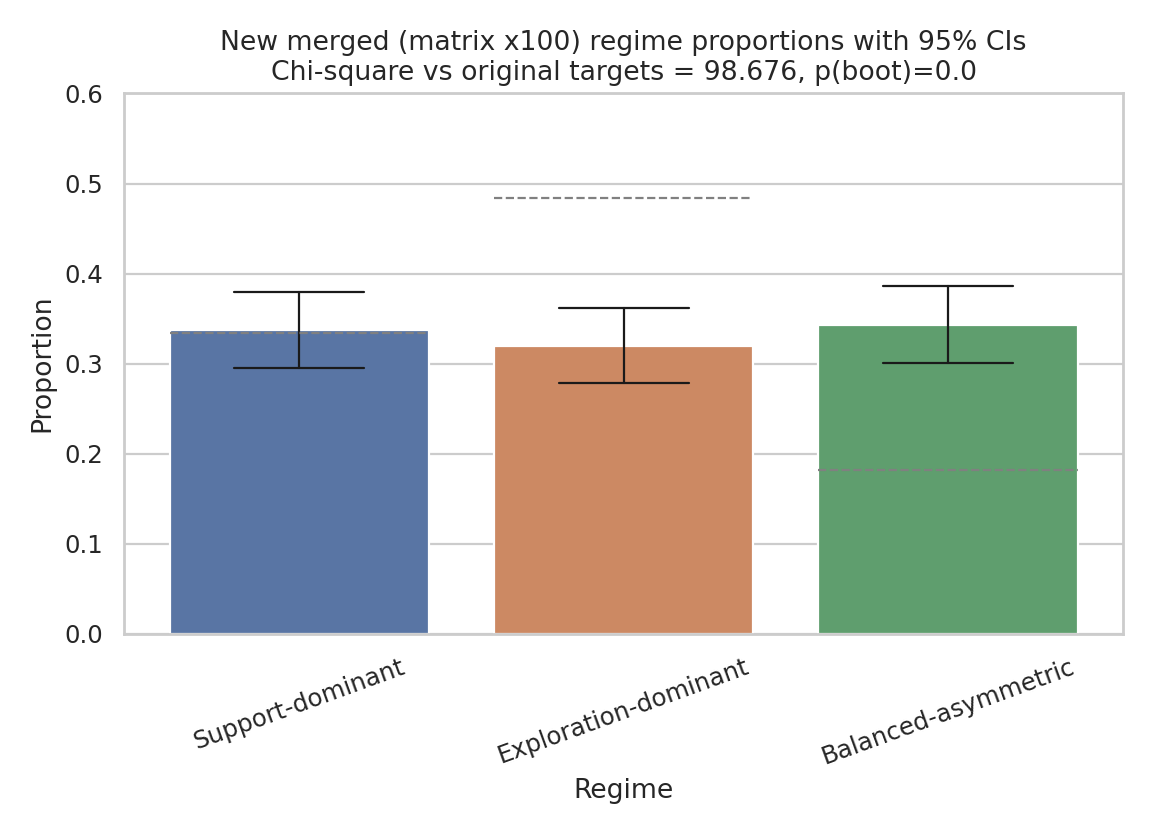 New merged (matrix x100) regime proportions with 95% CIs
Chi-square vs original targets = 98.676, p(boot)=0.0
0.6
0.5
0.4
0.3
0.2
0.1
0.0
Proportion
Support-dominant
Exploration-dominant
Balanced-asymmetric
Regime